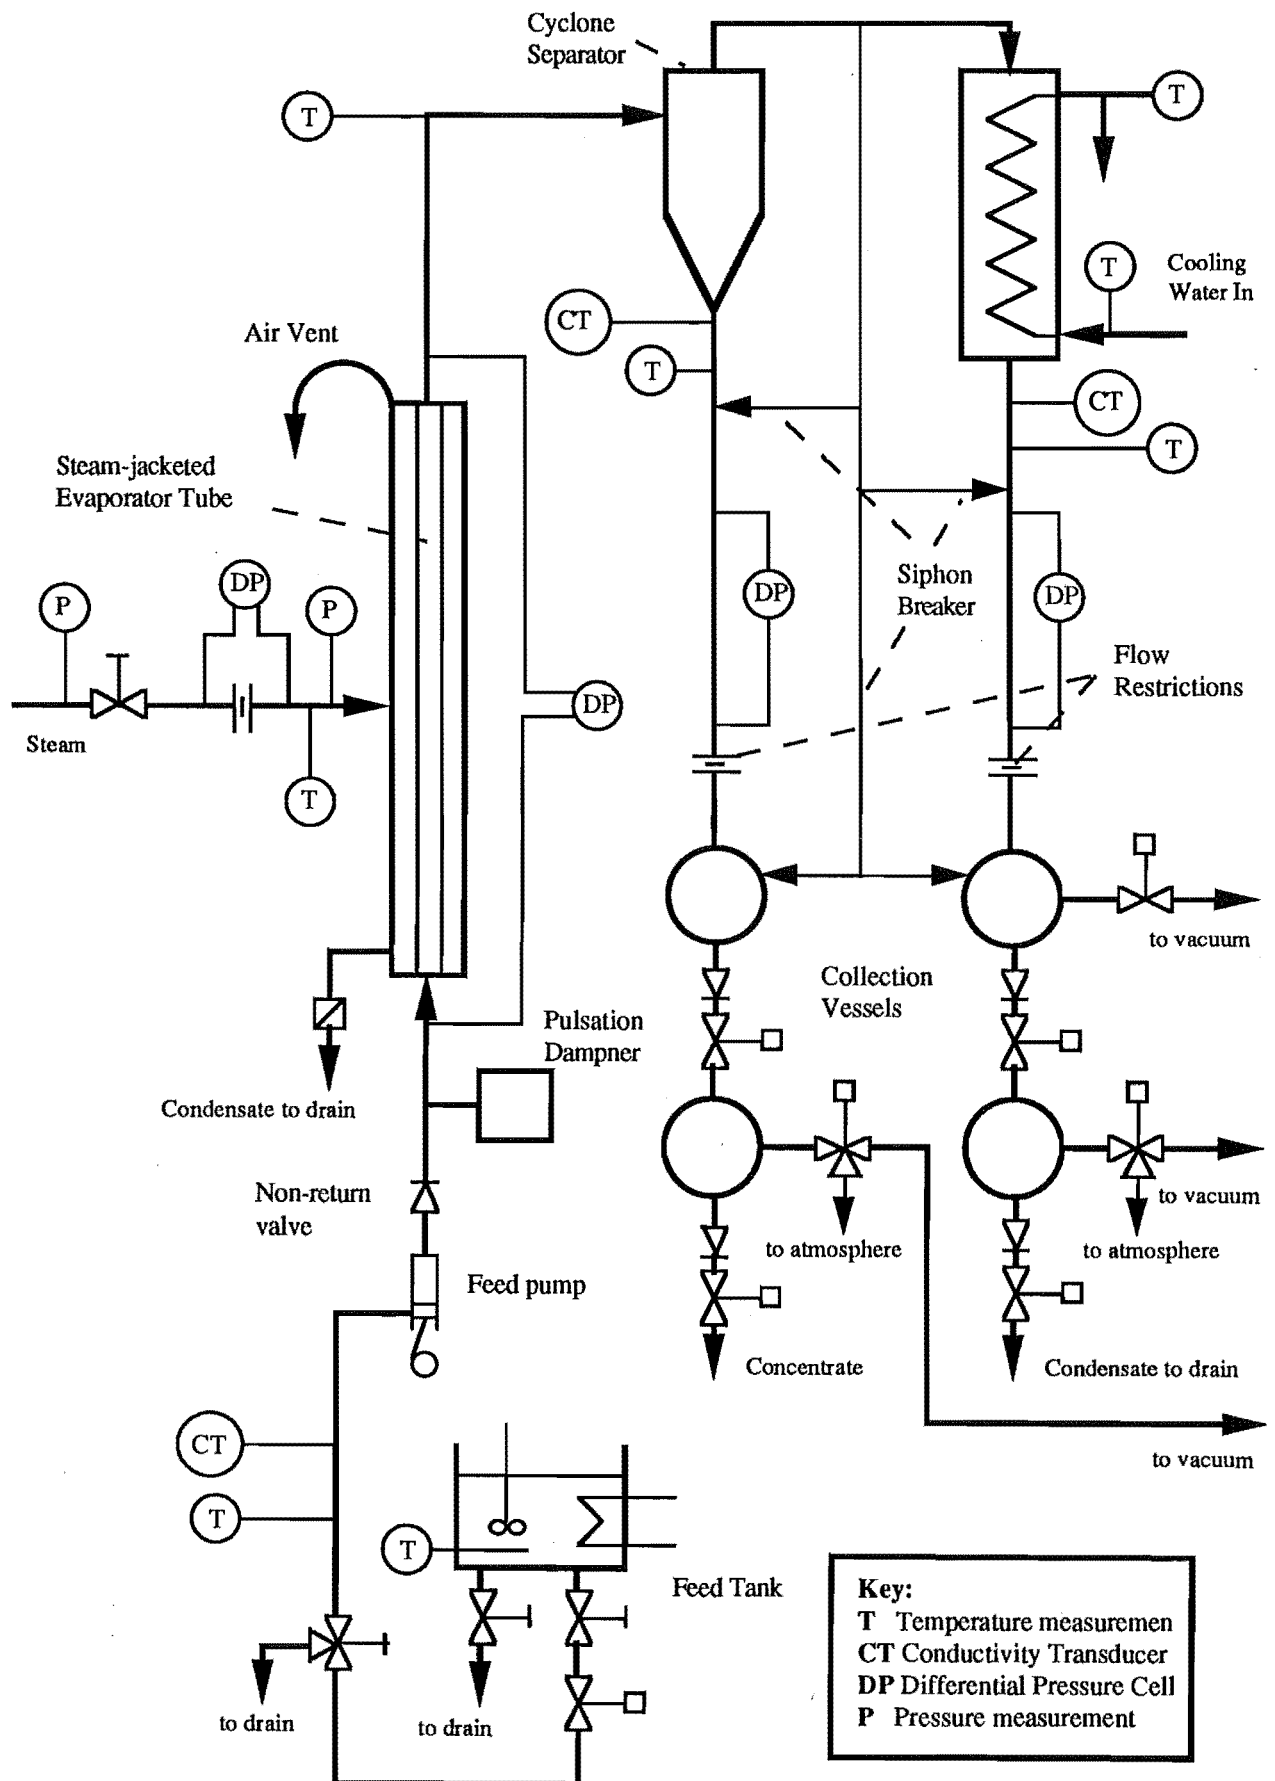 Cyclone
Separator
T
T
T
Cooling
Water In
CT
T
Air Vent
CT
T
Steam-jacketed
Evaporator Tube
P
DP
P
DP
Siphon
Breaker
DP
Flow
Restrictions
DP
Steam
T
to vacuum
Collection
Vessels
Pulsation
Dampner
Condensate to drain
Non-return
valve
to atmosphere
to vacuum
to atmosphere
Feed pump
Concentrate
Condensate to drain
CT
to vacuum
T
T
Feed Tank
to drain
to drain
Key:
T Temperature measuremen
CT Conductivity Transducer
DP Differential Pressure Cell
P Pressure measurement